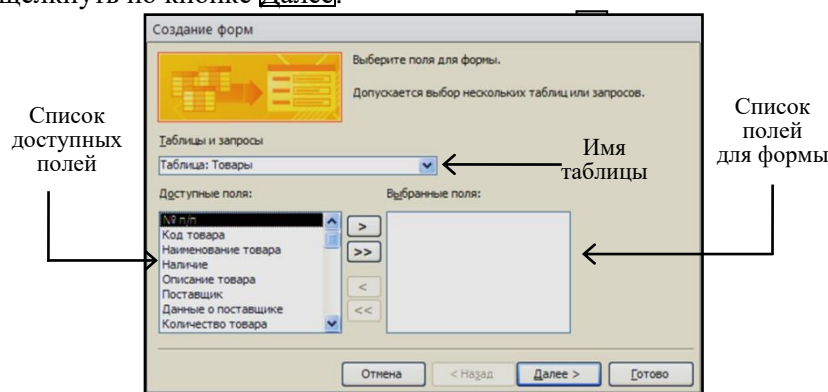 щелкнуть по кнопке Далее.
Создание форм
Выберите поля для формы.
Допускается выбор нескольких таблиц или запросов.
Список
доступных
полей
Таблицы и запросы
Таблица: Товары
Имя
таблицы
Список
полей
для формы
Доступные поля:
Выбранные поля:
№ п/п
Код товара
Наименование товара
Наличие
Описание товара
Поставщик
Данные о поставщике
Количество товара
>
>>
<
<<
Отмена
< Назад
Далее >
Готово